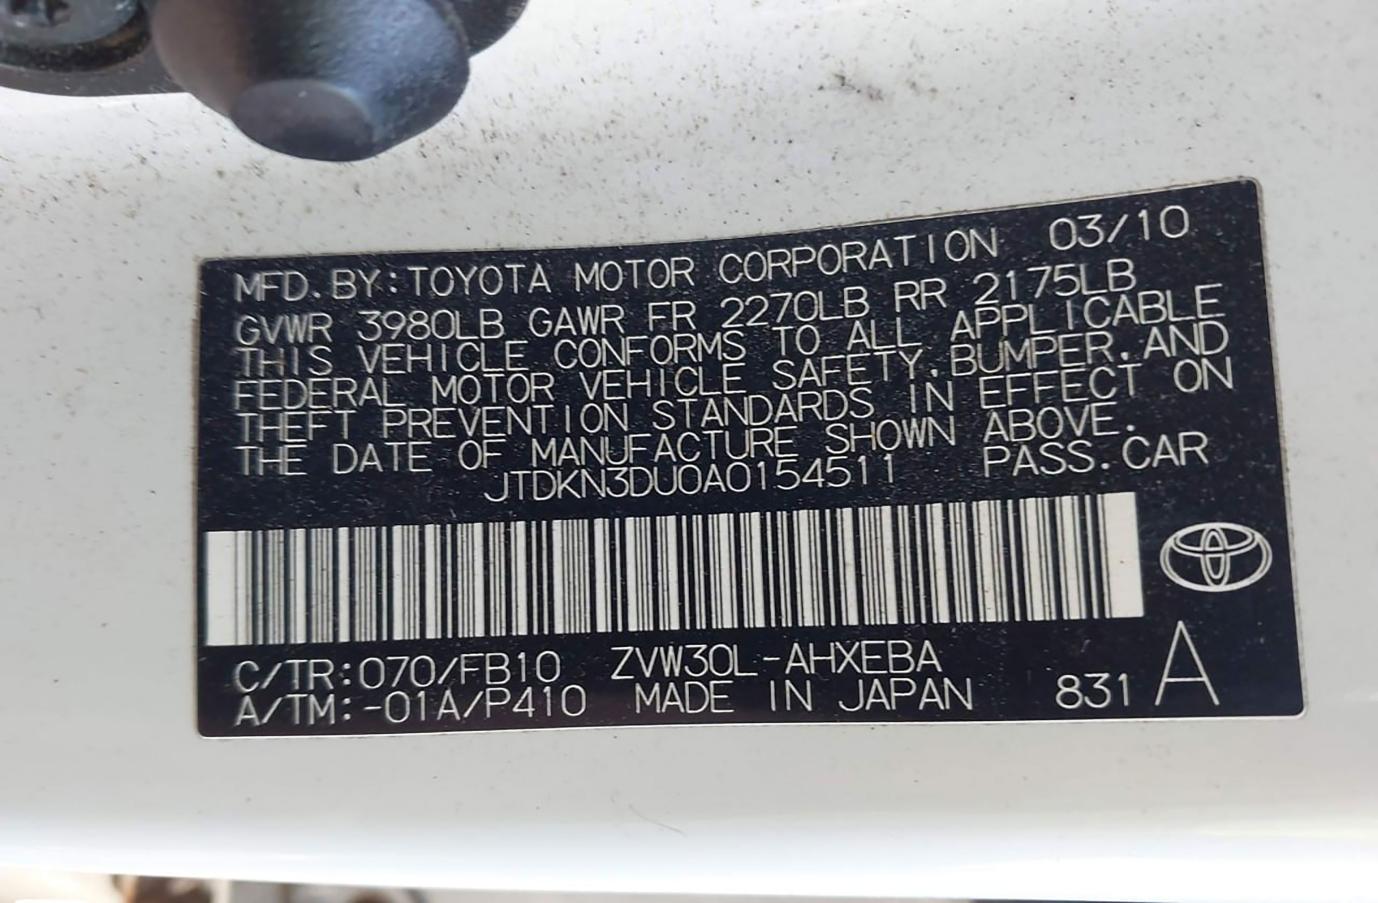 MFD. BY: TOYOTA MOTOR CORPORATION 03/10
GVWR 3980LB GAWR FR 2270LB RR 2175LB
THIS VEHICLE CONFORMS TO ALL APPLICABLE
FEDERAL MOTOR VEHICLE SAFETY, BUMPER, AND
THEFT PREVENTION STANDARDS IN EFFECT ON
THE DATE OF MANUFACTURE SHOWN ABOVE.
JTDKN3DU0A0154511 PASS. CAR
C/TR: 070/FB10 ZVW30L-AHXEBA
A/TM: -01A/P410 MADE IN JAPAN 831 A